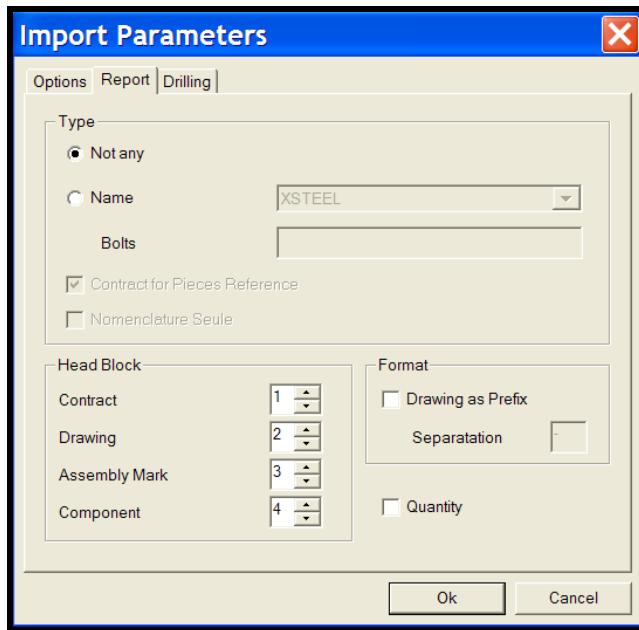 Import Parameters
Options Report Drilling
Type
Not any
Name XSTEEL
Bolts
Contract for Pieces Reference
Nomenclature Seule
Head Block
Contract 1
Drawing 2
Assembly Mark 3
Component 4
Format
Drawing as Prefix
Separatation -
Quantity
Ok Cancel